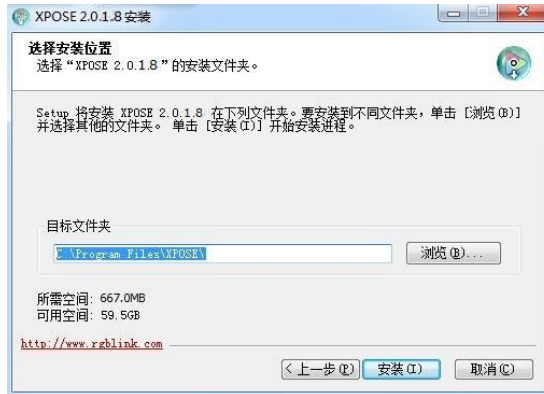 XPOSE 2.0.1.8 安装
选择安装位置
选择“XPOSE 2.0.1.8”的安装文件夹。
Setup 将安装 XPOSE 2.0.1.8 在下列文件夹。要安装到不同文件夹，单击 [浏览(B)]
并选择其他的文件夹。 单击 [安装(I)] 开始安装进程。
目标文件夹
C:\Program Files\XPOSE\
浏览(B)...
所需空间: 667.0MB
可用空间: 59.5GB
http://www.rgblink.com
<上一步(P) 安装(I) 取消(C)